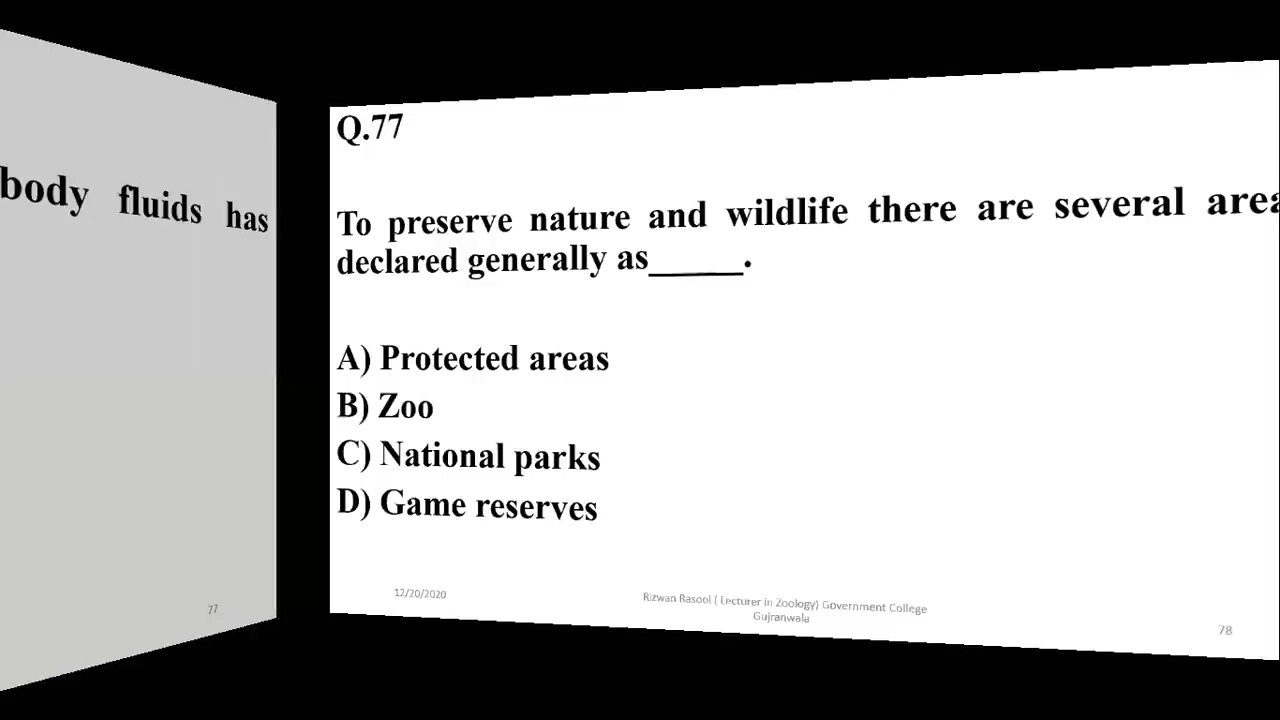 body fluids has
77
Q.77
To preserve nature and wildlife there are several area
declared generally as_____.
A) Protected areas
B) Zoo
C) National parks
D) Game reserves
12/20/2020
Rizwan Rasool ( Lecturer in Zoology) Government College
Gujranwala
78